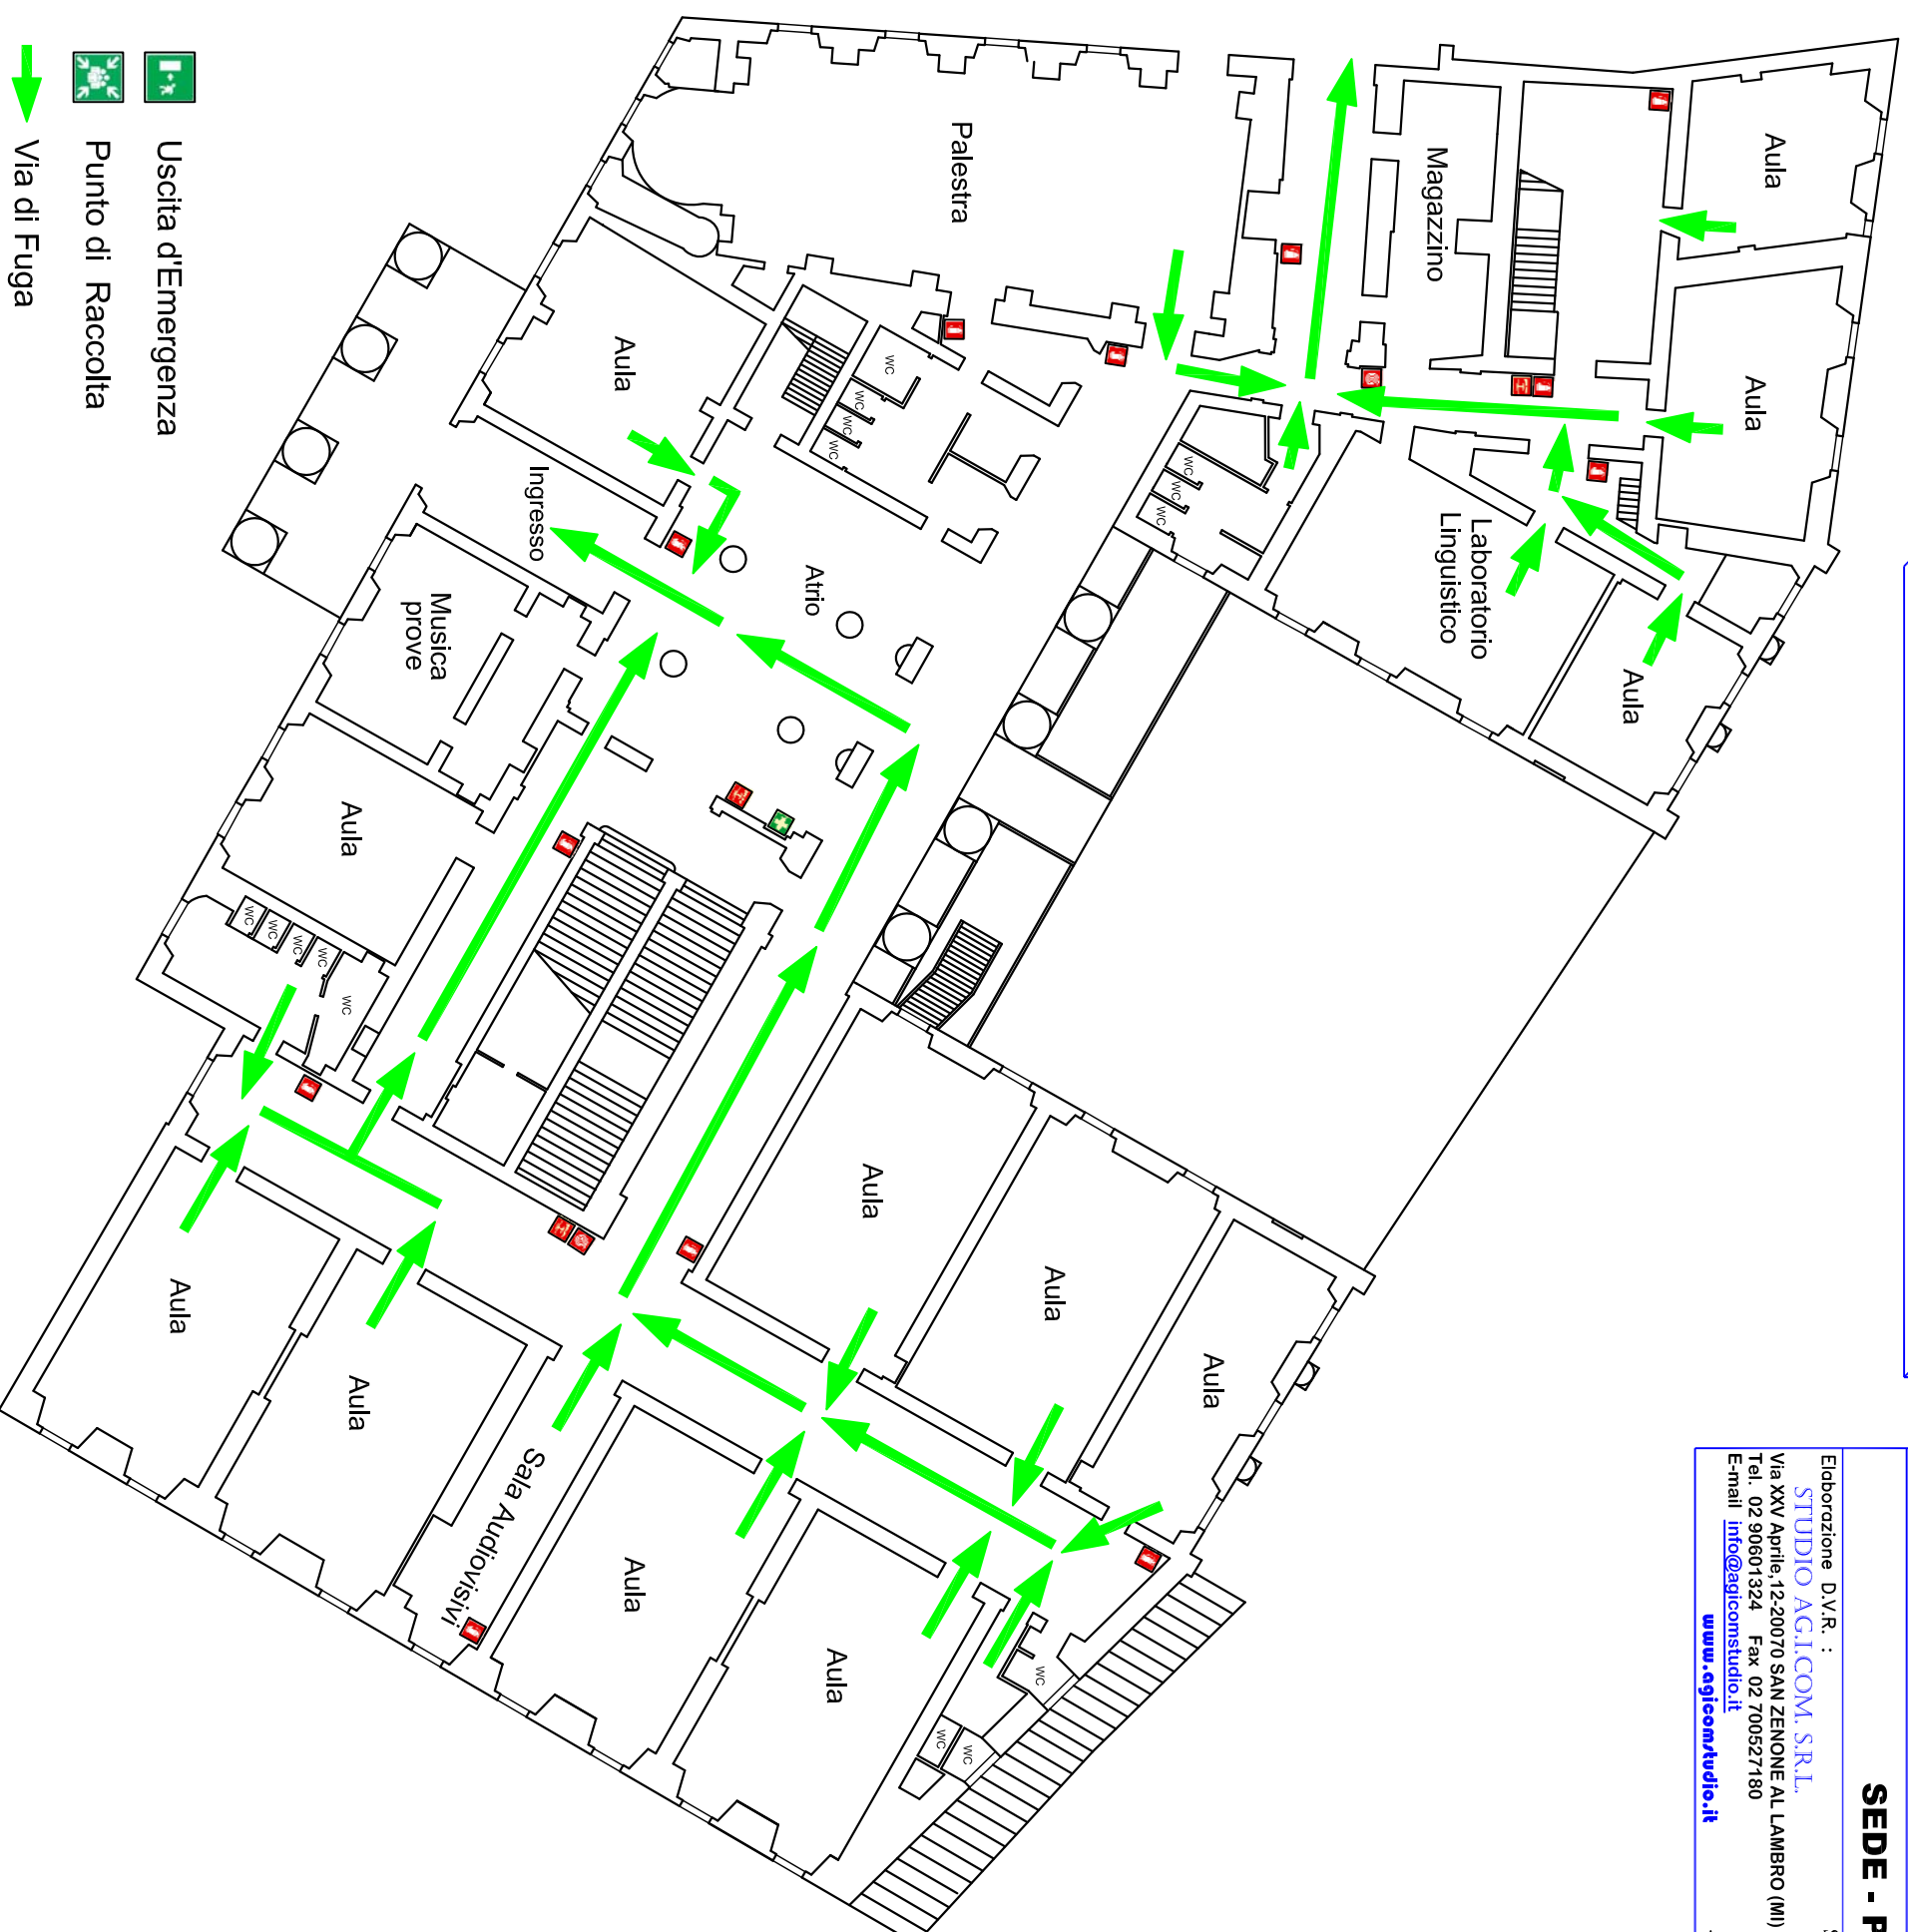 SEDE - P
Elaborazione D.V.R. :
STUDIO AG.I.COM. S.R.L.
Via XXV Aprile,12-20070 SAN ZENONE AL LAMBRO (MI)
Tel. 02 90601324 Fax 02 700527180
E-mail info@agicomstudio.it
www.agicomstudio.it
Aula
Aula
Magazzino
Palestra
Laboratorio
Linguistico
Aula
Aula
WC
WC
WC
WC
WC
WC
WC
Ingresso
Atrio
Musica
prove
Aula
WC
WC
WC
WC
WC
Aula
Aula
Aula
Aula
Aula
Sala Audiovisivi
Aula
Aula
WC
WC
WC
Uscita d'Emergenza
Punto di Raccolta
Via di Fuga